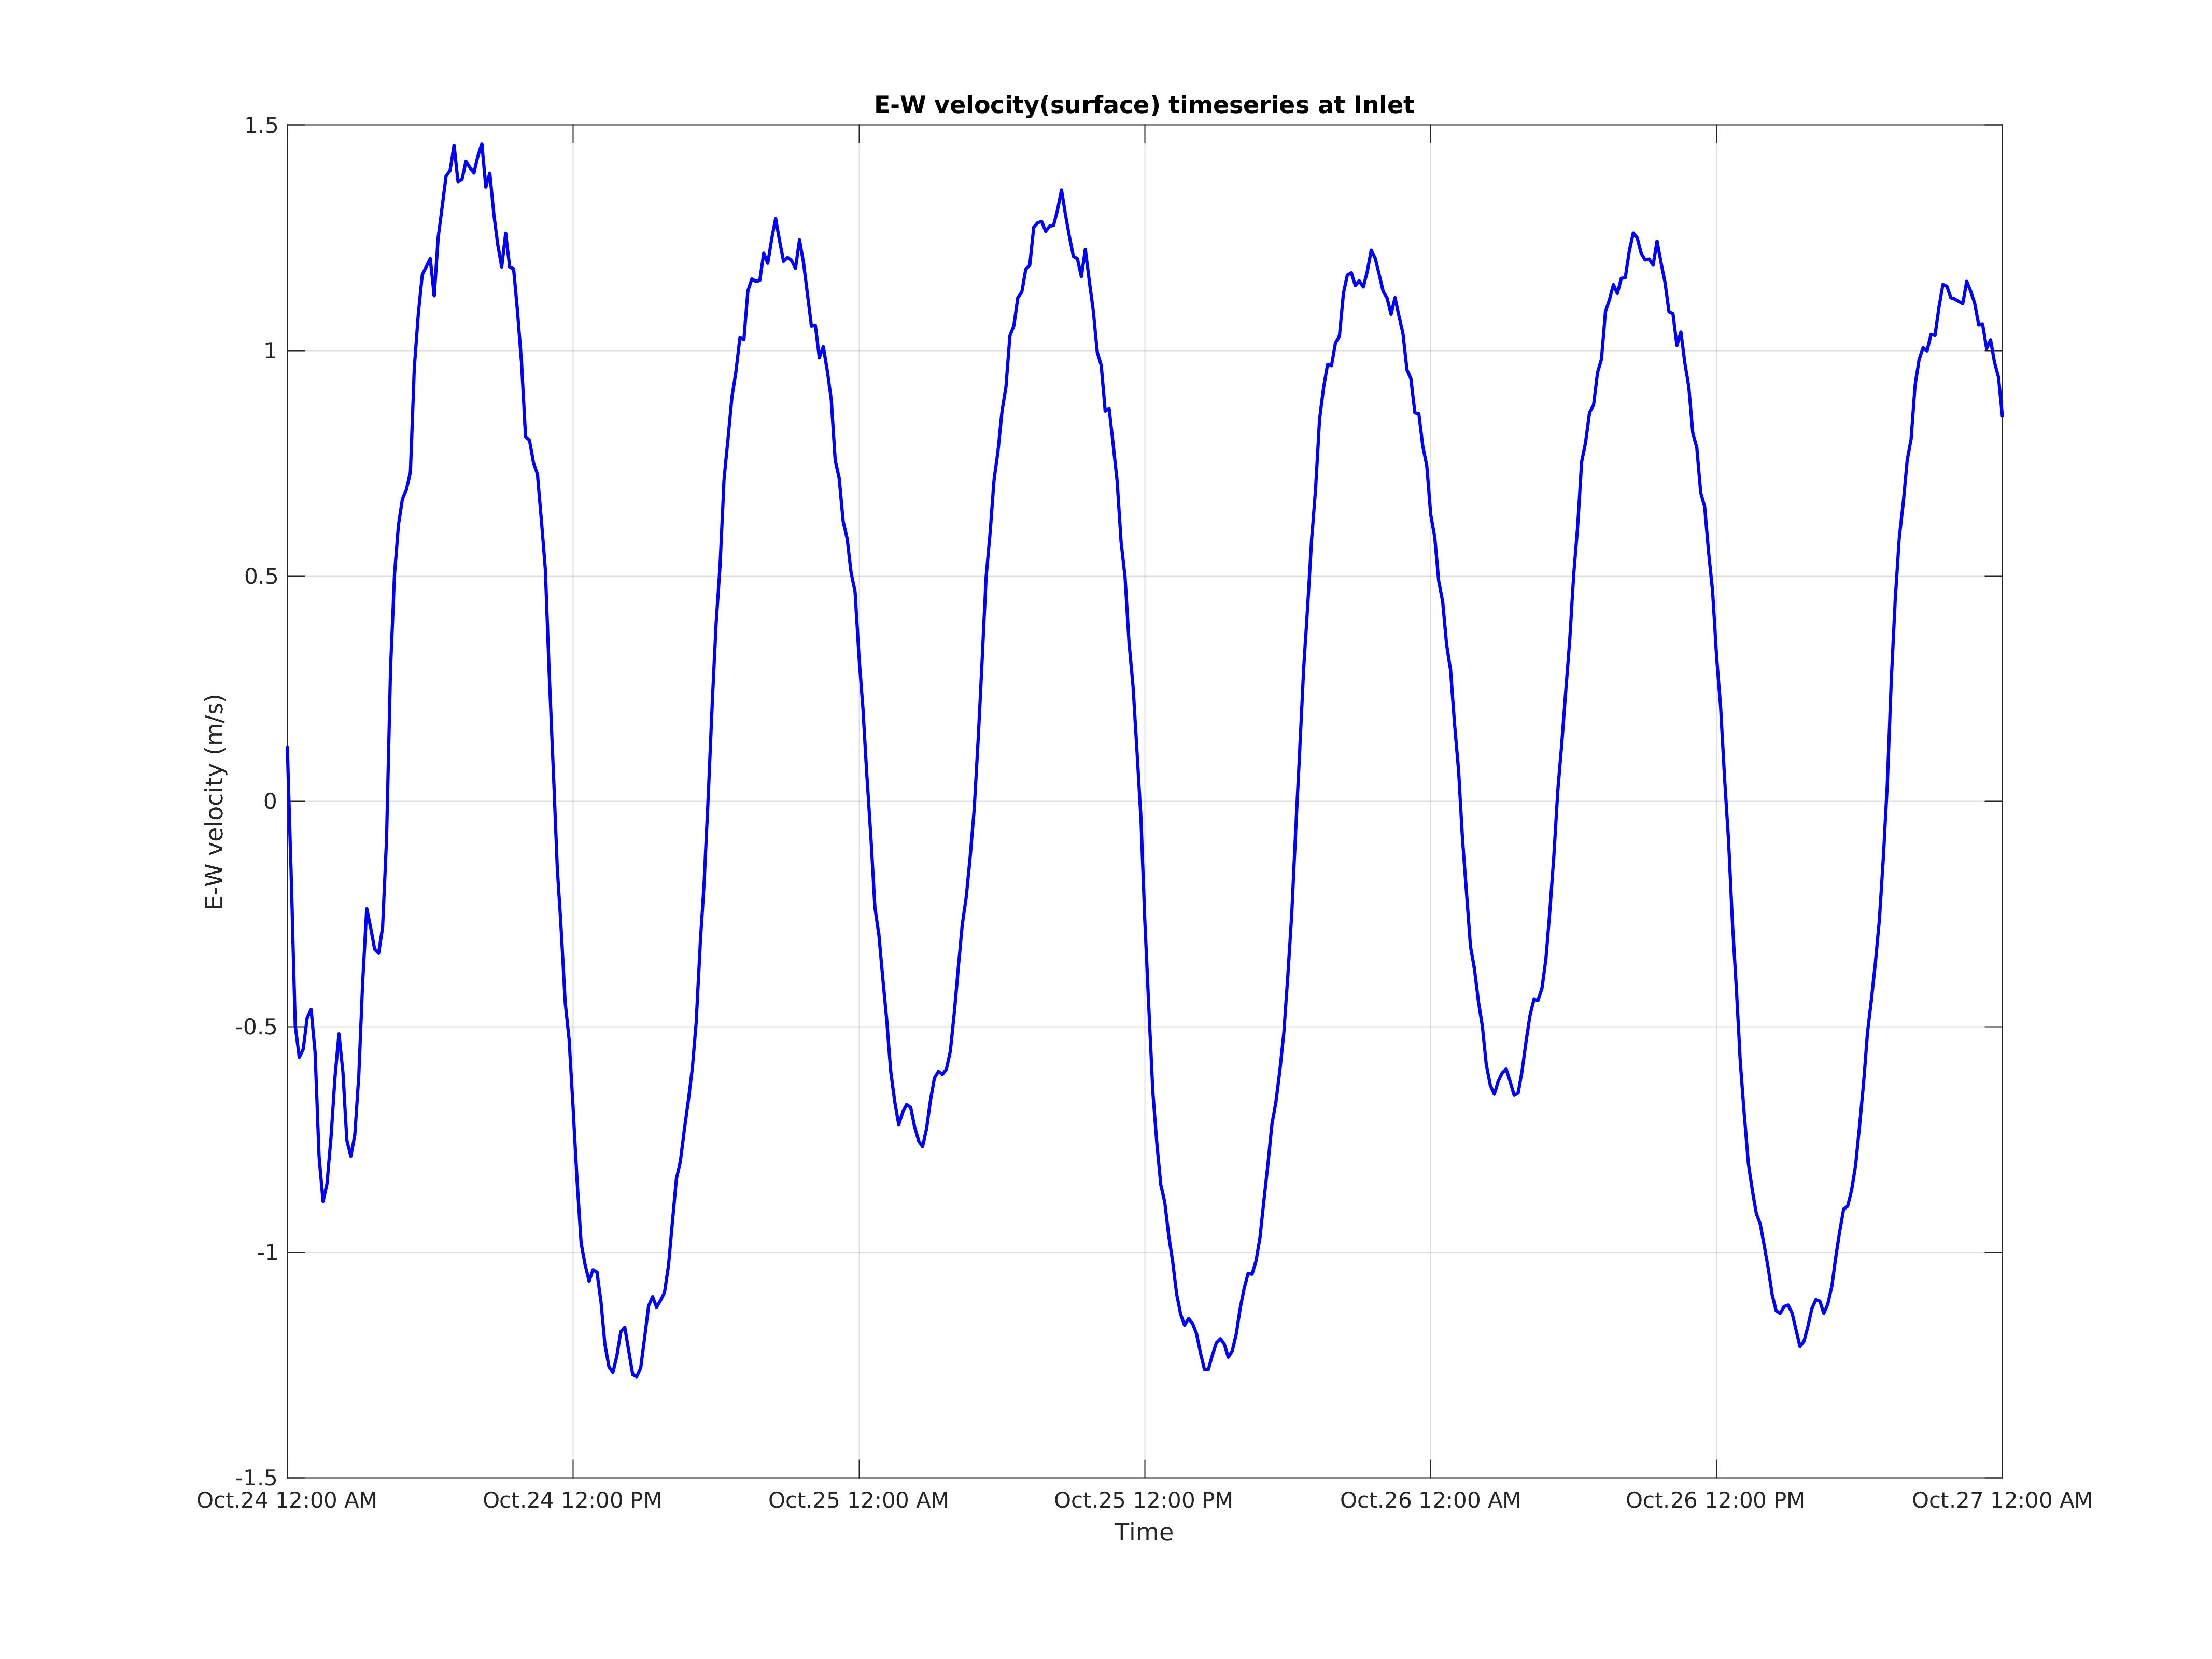 E-W velocity(surface) timeseries at Inlet
1.5
1
0.5
0
-0.5
-1
-1.5
E-W velocity (m/s)
Oct.24 12:00 AM Oct.24 12:00 PM Oct.25 12:00 AM Oct.25 12:00 PM Oct.26 12:00 AM Oct.26 12:00 PM Oct.27 12:00 AM
Time